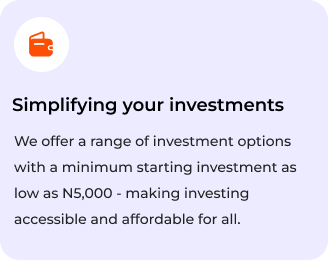 Simplifying your investments
We offer a range of investment options
with a minimum starting investment as
low as N5,000 - making investing
accessible and affordable for all.